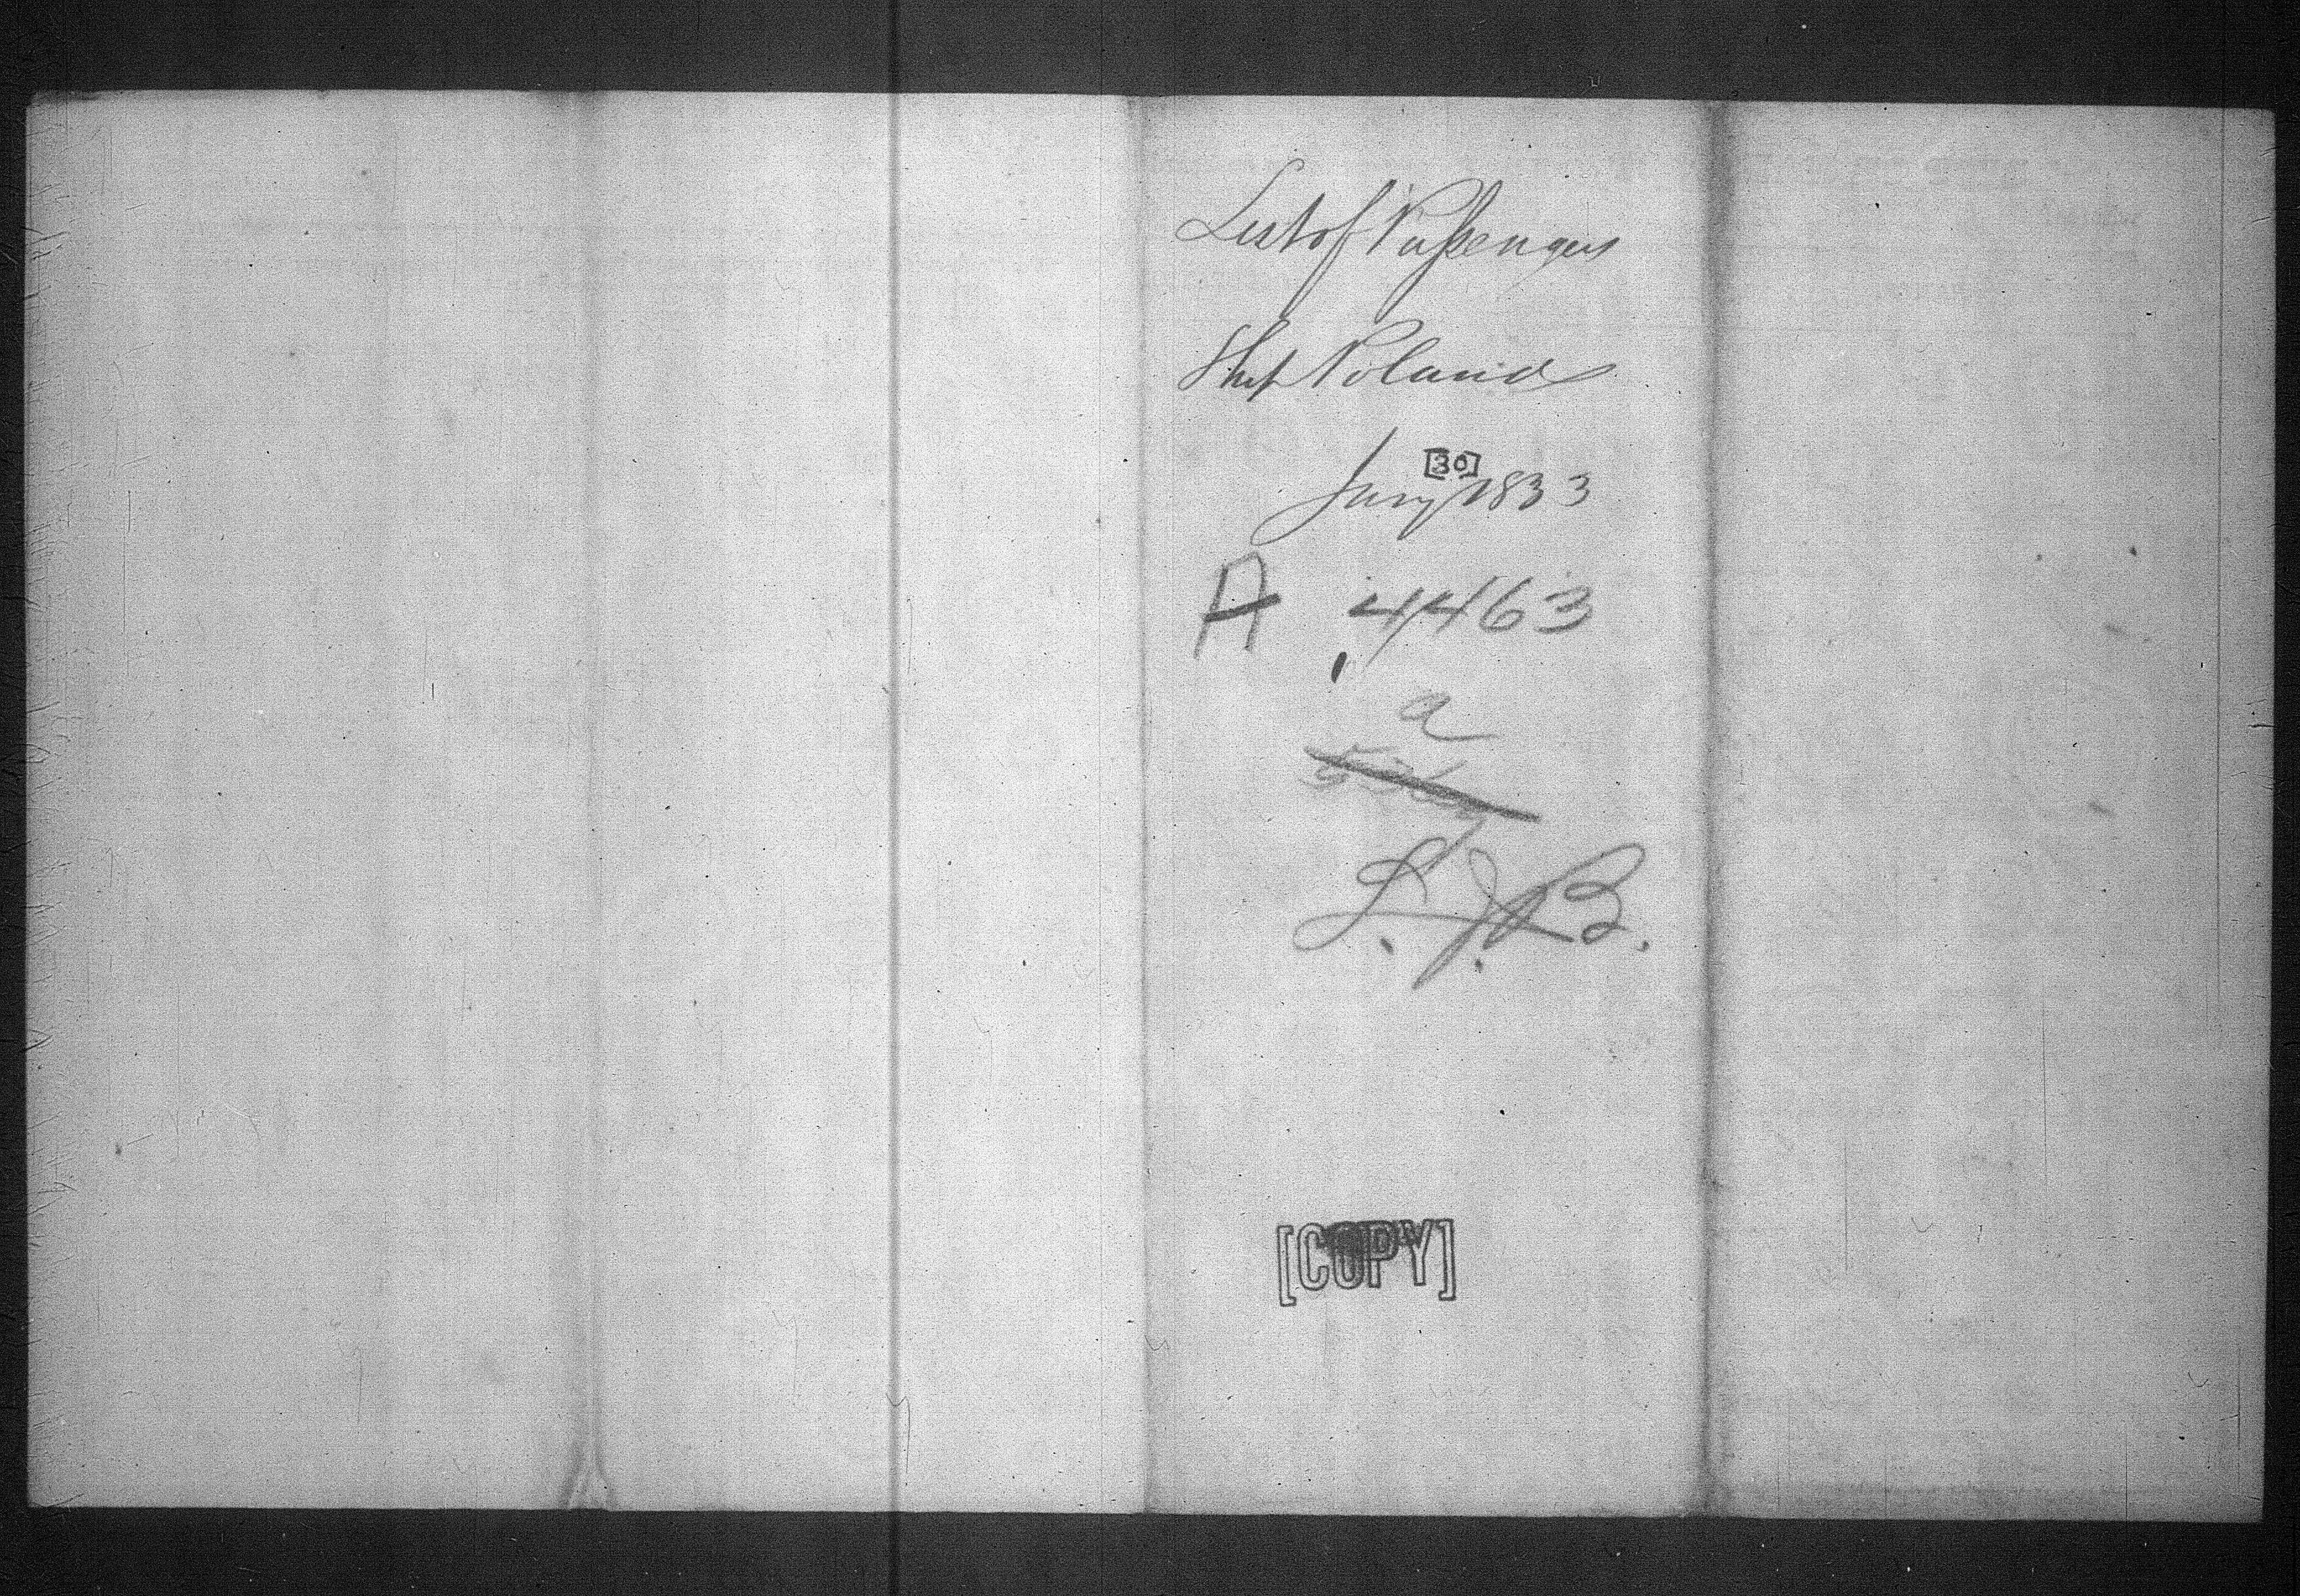 List of Passengers
Ship Poland
[30]
Jany 1833
A 4463
a
L. J. B.
[COPY]